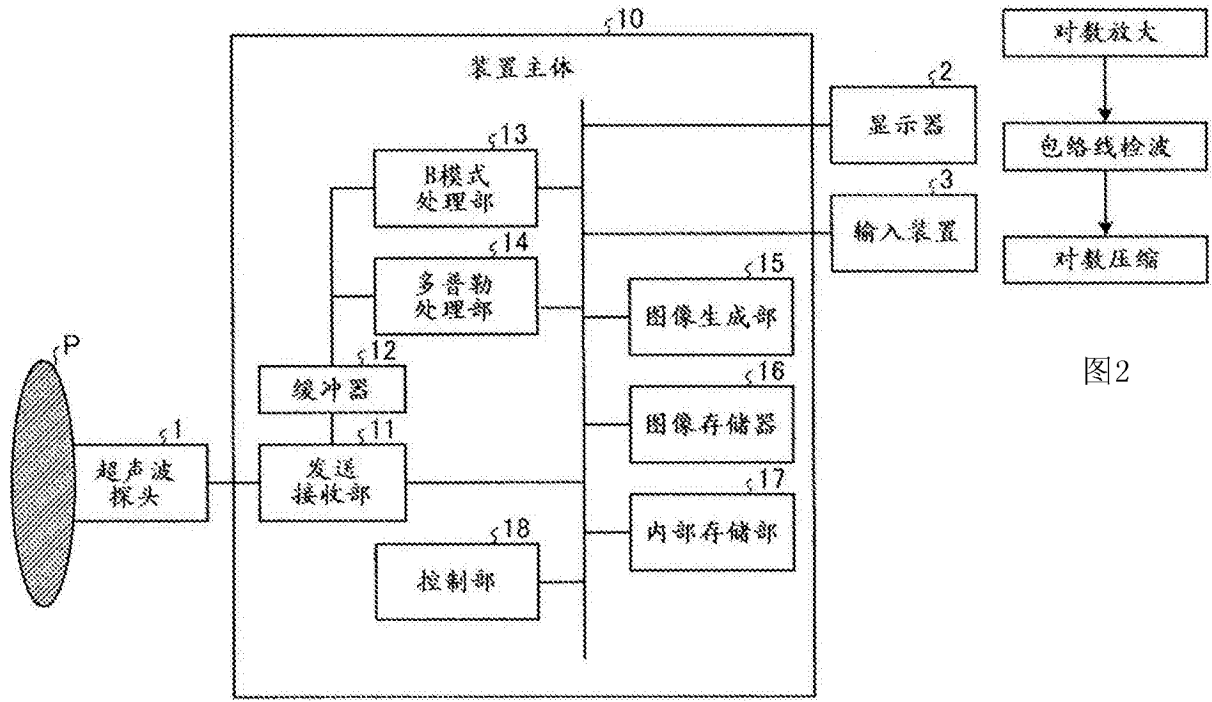 10
装置主体
13
B模式
处理部
14
多普勒
处理部
12
缓冲器
11
发送
接收部
18
控制部
P
1
超声波
探头
2
显示器
3
输入装置
15
图像生成部
16
图像存储器
17
内部存储部
对数放大
包络线检波
对数压缩
图2